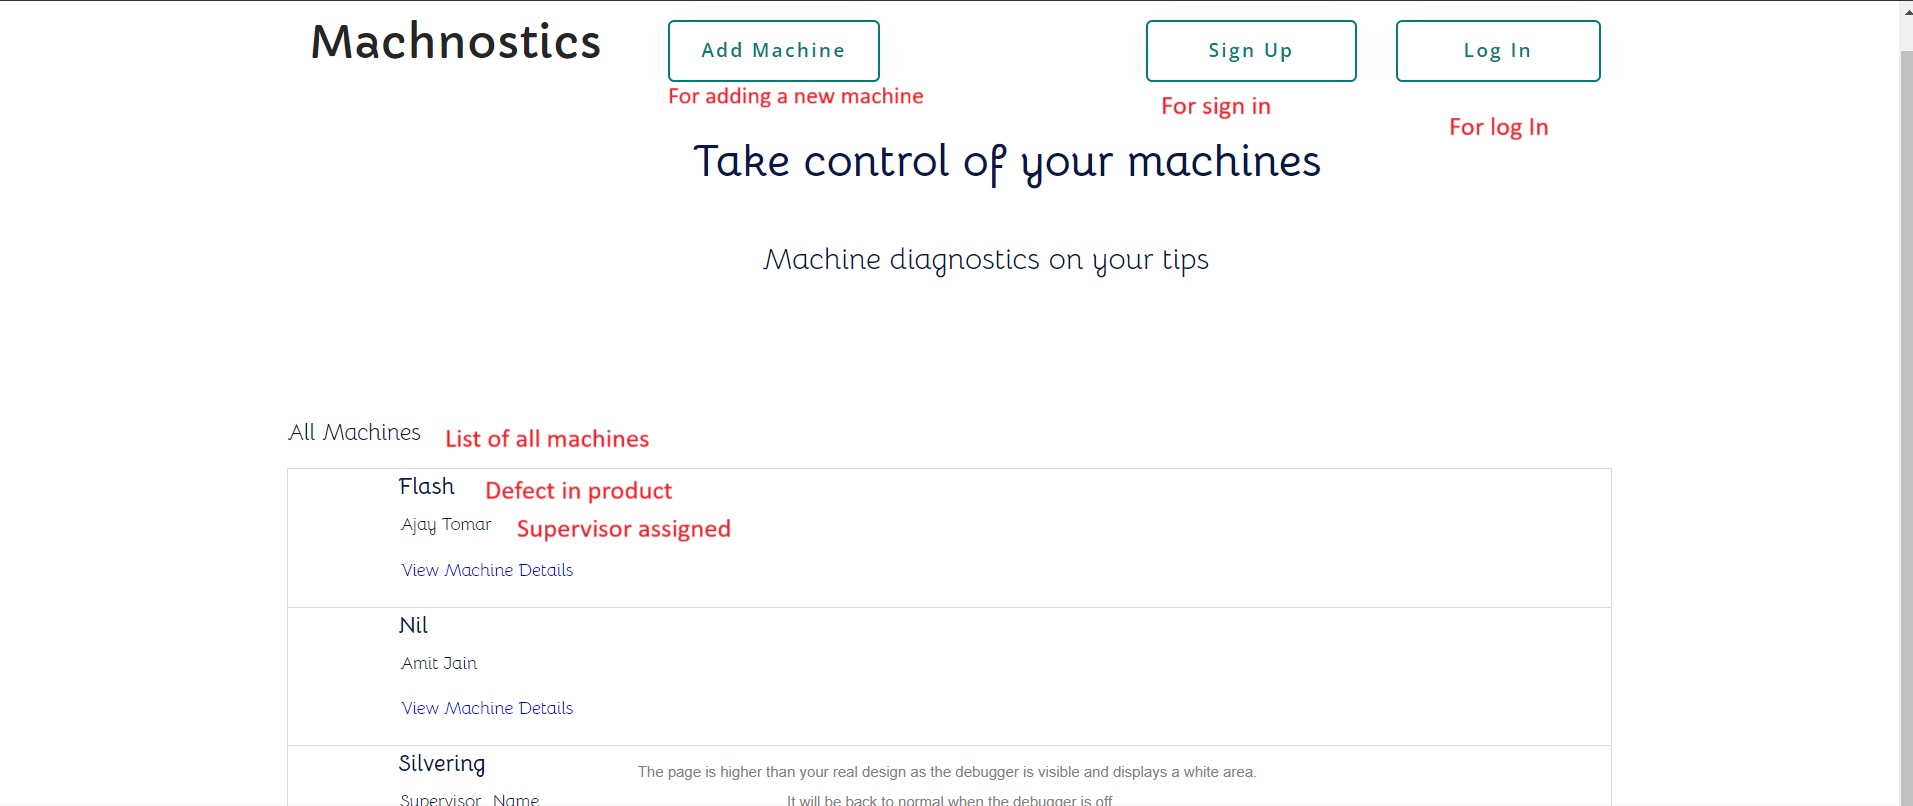 Machnostics
Add Machine
Sign Up
Log In
For adding a new machine
For sign in
For log In
Take control of your machines
Machine diagnostics on your tips
All Machines
List of all machines
Flash
Defect in product
Ajay Tomar
Supervisor assigned
View Machine Details
Nil
Amit Jain
View Machine Details
Silvering
The page is higher than your real design as the debugger is visible and displays a white area.
Supervisor_Name
It will be back to normal when the debugger is off